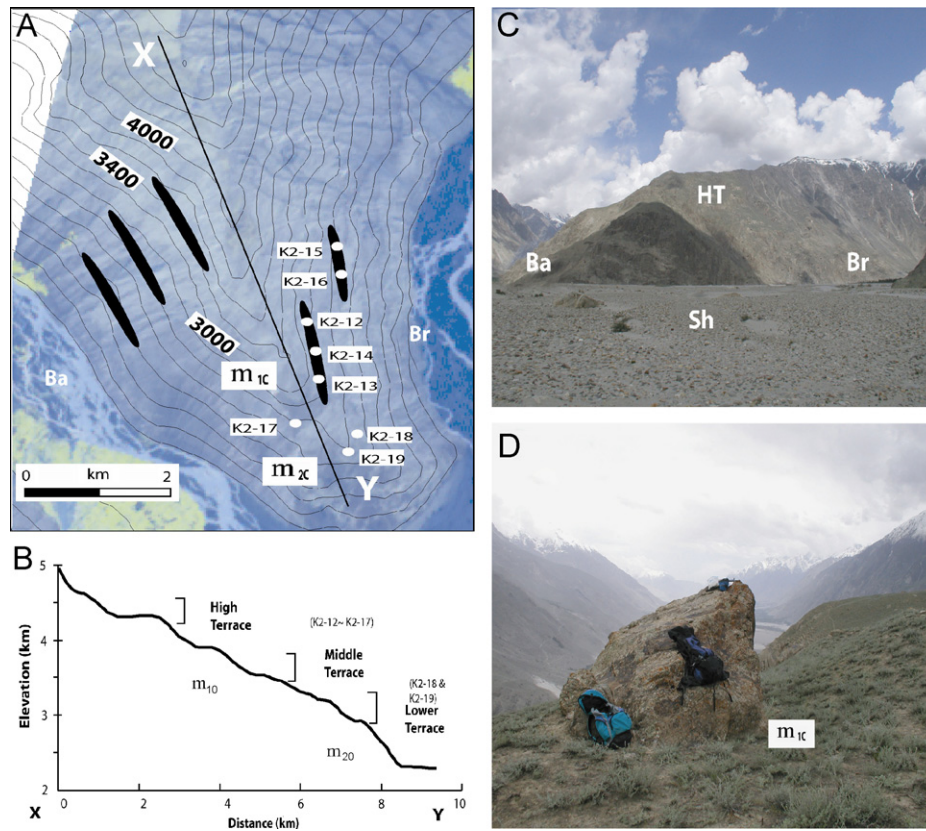 A
X
4000
3400
3000
K2-15
K2-16
K2-12
K2-14
K2-13
Br
Ba
m1C
K2-17
K2-18
K2-19
m2C
Y
0 km 2
B
Elevation (km)
5
4
3
2
High
Terrace
(K2-12~ K2-17)
Middle
Terrace
(K2-18 &
K2-19)
Lower
Terrace
m10
m20
0 2 4 6 8 10
X Distance (km) Y
C
HT
Ba
Br
Sh
D
m1C